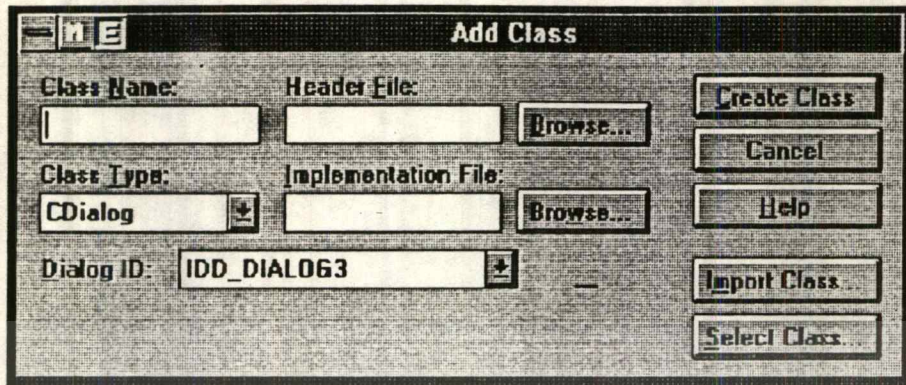 M E Add Class
Class Name: Header File:
Browse...
Create Class
Cancel
Class Type: Implementation File:
CDialog
Browse...
Help
Dialog ID: IDD_DIALOG3
Import Class...
Select Class...